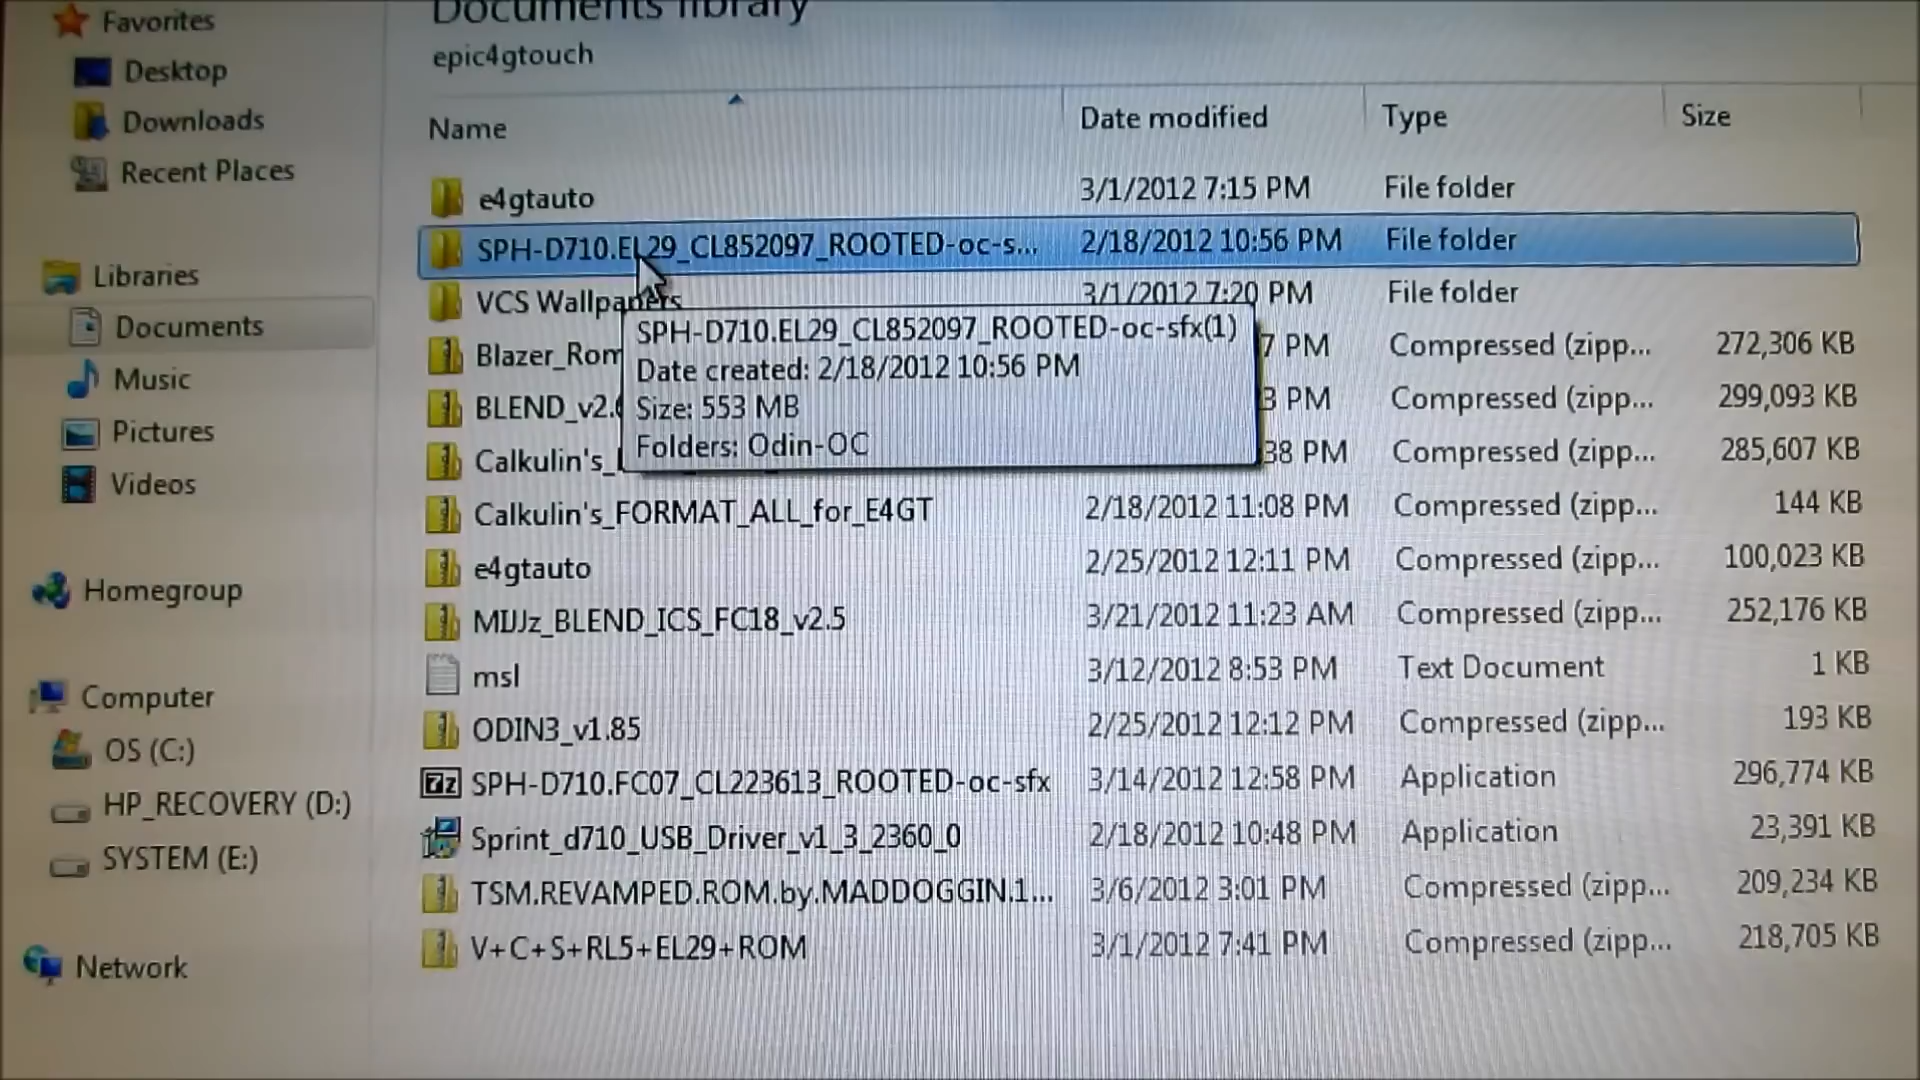 Favorites
Desktop
Downloads
Recent Places
Libraries
Documents
Music
Pictures
Videos
Homegroup
Computer
OS (C:)
HP_RECOVERY (D:)
SYSTEM (E:)
Network
Documents library
epic4gtouch
Name Date modified Type Size
e4gtauto 3/1/2012 7:15 PM File folder
SPH-D710.EL29_CL852097_ROOTED-oc-s... 2/18/2012 10:56 PM File folder
VCS Wallpapers 3/1/2012 7:20 PM File folder
SPH-D710.EL29_CL852097_ROOTED-oc-sfx(1)
Date created: 2/18/2012 10:56 PM
Size: 553 MB
Folders: Odin-OC
Blazer_Rom 7 PM Compressed (zipp... 272,306 KB
BLEND_v2. 3 PM Compressed (zipp... 299,093 KB
Calkulin's_ 38 PM Compressed (zipp... 285,607 KB
Calkulin's_FORMAT_ALL_for_E4GT 2/18/2012 11:08 PM Compressed (zipp... 144 KB
e4gtauto 2/25/2012 12:11 PM Compressed (zipp... 100,023 KB
MIJJz_BLEND_ICS_FC18_v2.5 3/21/2012 11:23 AM Compressed (zipp... 252,176 KB
msl 3/12/2012 8:53 PM Text Document 1 KB
ODIN3_v1.85 2/25/2012 12:12 PM Compressed (zipp... 193 KB
SPH-D710.FC07_CL223613_ROOTED-oc-sfx 3/14/2012 12:58 PM Application 296,774 KB
Sprint_d710_USB_Driver_v1_3_2360_0 2/18/2012 10:48 PM Application 23,391 KB
TSM.REVAMPED.ROM.by.MADDOGGIN.1... 3/6/2012 3:01 PM Compressed (zipp... 209,234 KB
V+C+S+RL5+EL29+ROM 3/1/2012 7:41 PM Compressed (zipp... 218,705 KB